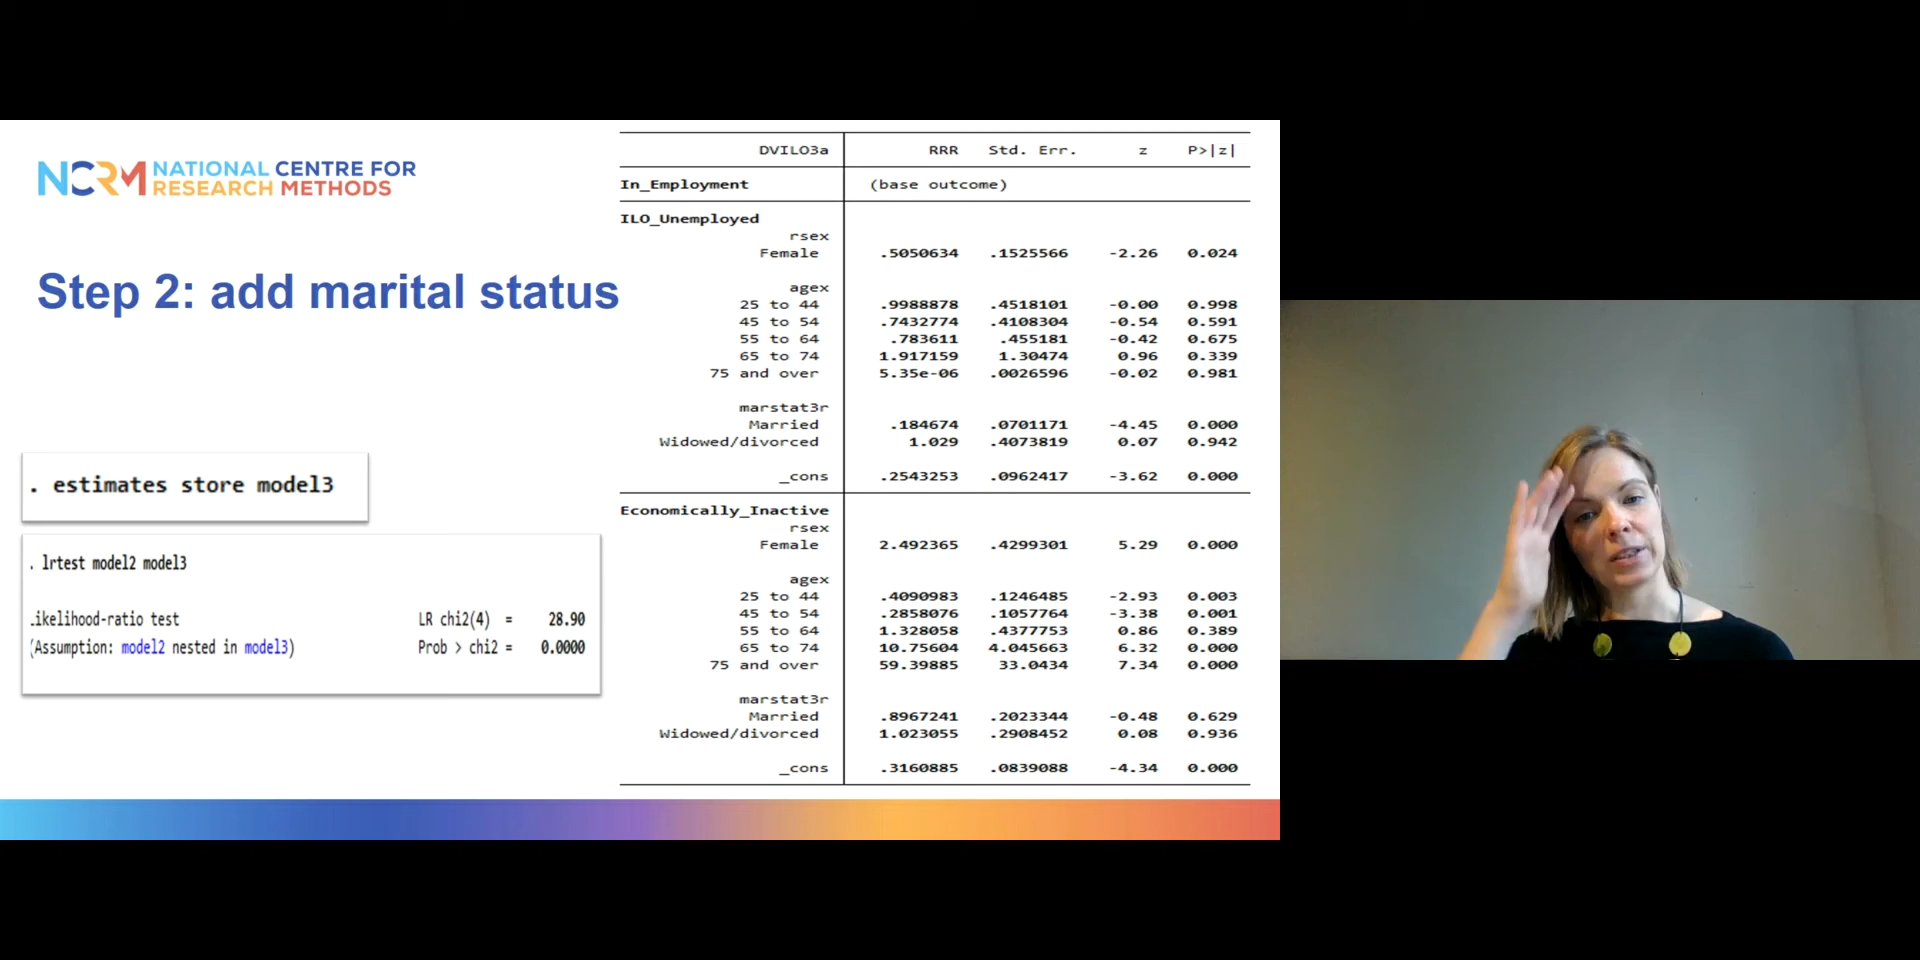 NCRM NATIONAL CENTRE FOR RESEARCH METHODS
Step 2: add marital status
. estimates store model3
. lrtest model2 model3
.ikelihood-ratio test LR chi2(4) = 28.90
(Assumption: model2 nested in model3) Prob > chi2 = 0.0000
DVILO3a RRR Std. Err. z P>|z|
In_Employment (base outcome)
ILO_Unemployed
rsex
Female .5050634 .1525566 -2.26 0.024
agex
25 to 44 .9988878 .4518101 -0.00 0.998
45 to 54 .7432774 .4108304 -0.54 0.591
55 to 64 .783611 .455181 -0.42 0.675
65 to 74 1.917159 1.30474 0.96 0.339
75 and over 5.35e-06 .0026596 -0.02 0.981
marstat3r
Married .184674 .0701171 -4.45 0.000
Widowed/divorced 1.029 .4073819 0.07 0.942
_cons .2543253 .0962417 -3.62 0.000
Economically_Inactive
rsex
Female 2.492365 .4299301 5.29 0.000
agex
25 to 44 .4090983 .1246485 -2.93 0.003
45 to 54 .2858076 .1057764 -3.38 0.001
55 to 64 1.328058 .4377753 0.86 0.389
65 to 74 10.75604 4.045663 6.32 0.000
75 and over 59.39885 33.0434 7.34 0.000
marstat3r
Married .8967241 .2023344 -0.48 0.629
Widowed/divorced 1.023055 .2908452 0.08 0.936
_cons .3160885 .0839088 -4.34 0.000